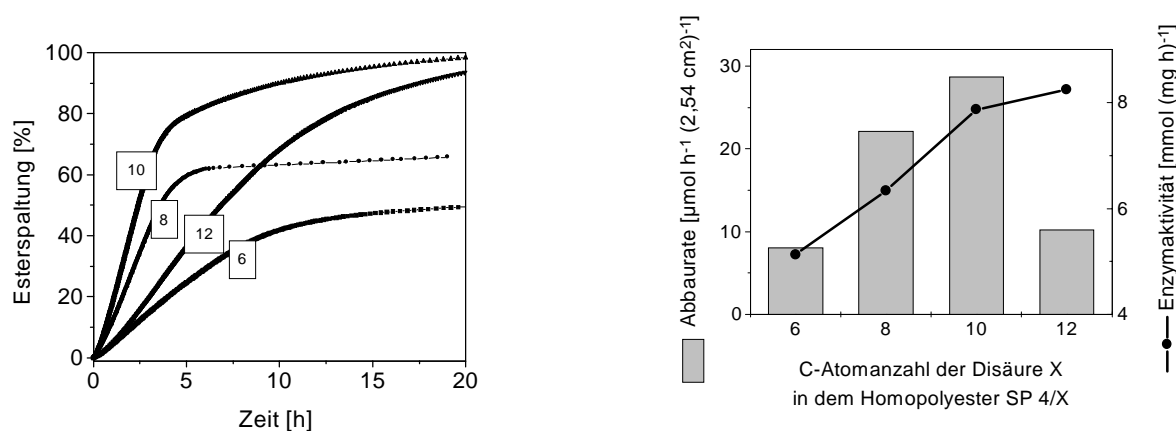 100
80
60
40
20
0
Esterspaltung [%]
10
8
12
6
0 5 10 15 20
Zeit [h]
Abbaurate [µmol h-1 (2,54 cm2)-1]
30
20
10
0
6 8 10 12
8
6
4
Enzymaktivität [mmol (mg h)-1]
C-Atomanzahl der Disäure X
in dem Homopolyester SP 4/X